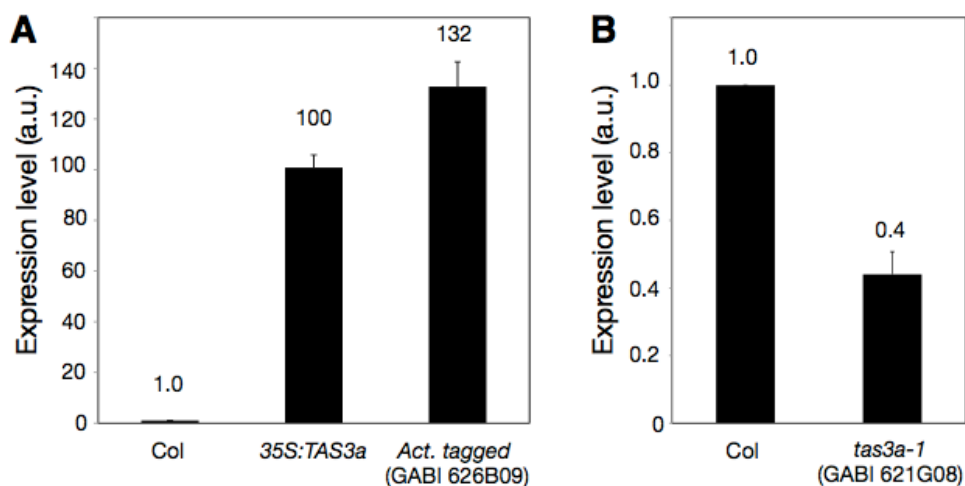 A
Expression level (a.u.)
140
120
100
80
60
40
20
0
1.0
100
132
Col
35S:TAS3a
Act. tagged
(GABI 626B09)
B
Expression level (a.u.)
1.0
0.8
0.6
0.4
0.2
0
1.0
0.4
Col
tas3a-1
(GABI 621G08)